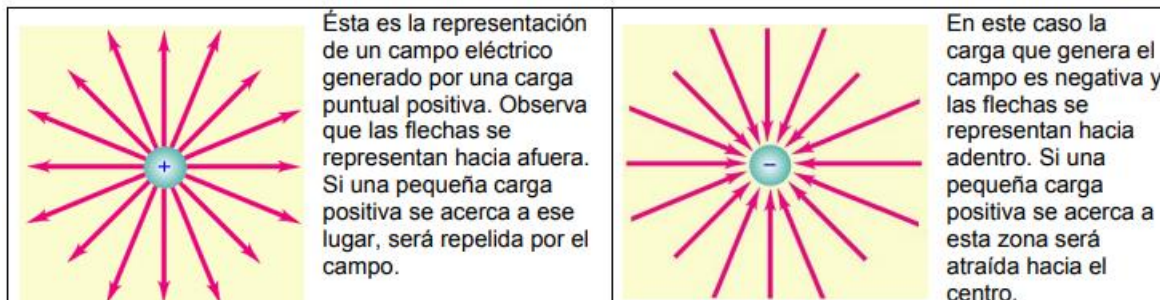 Ésta es la representación
de un campo eléctrico
generado por una carga
puntual positiva. Observa
que las flechas se
representan hacia afuera.
Si una pequeña carga
positiva se acerca a ese
lugar, será repelida por el
campo.
+
En este caso la
carga que genera el
campo es negativa y
las flechas se
representan hacia
adentro. Si una
pequeña carga
positiva se acerca a
esta zona será
atraída hacia el
centro.
−